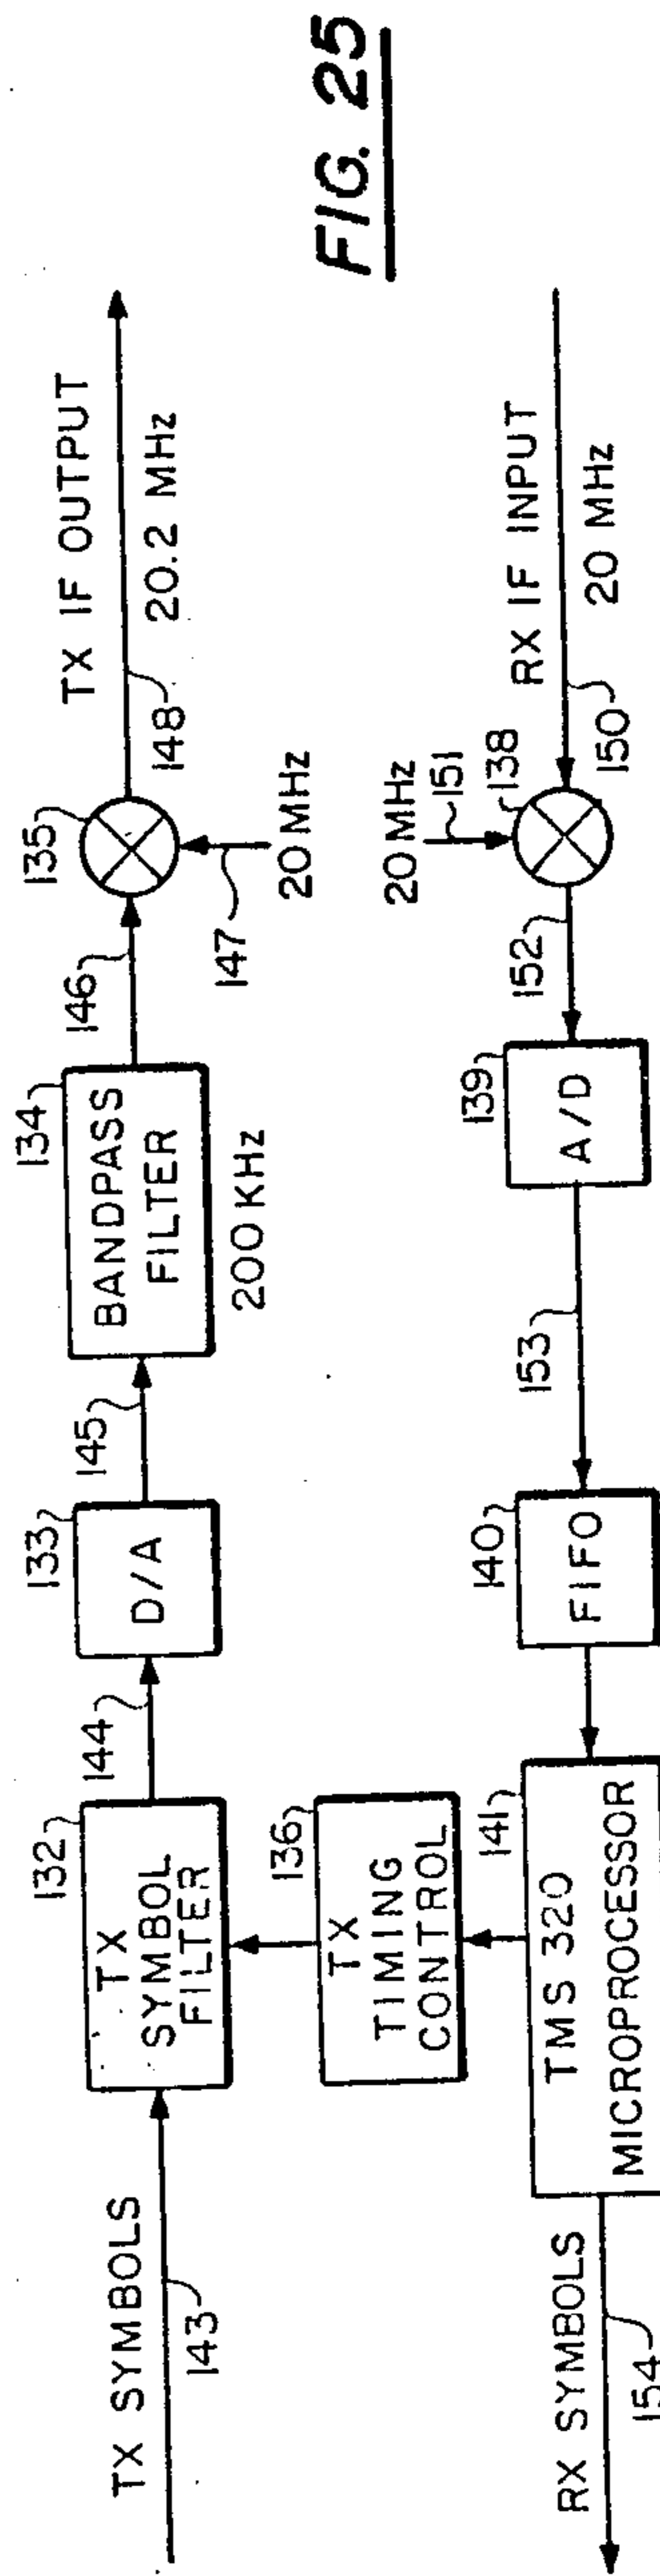 TX SYMBOLS
143
132
TX
SYMBOL
FILTER
144
133
D/A
145
134
BANDPASS
FILTER
200 KHz
146
135
147
20 MHz
TX IF OUTPUT
148
20.2 MHz
136
TX
TIMING
CONTROL
RX SYMBOLS
154
141
TMS 320
MICROPROCESSOR
140
FIFO
153
139
A/D
152
20 MHz
151
138
RX IF INPUT
150
20 MHz
FIG. 25